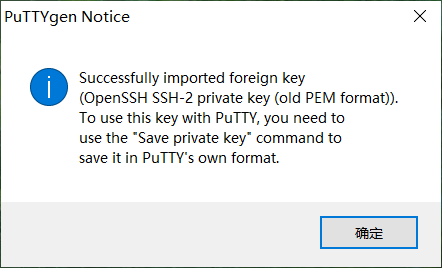 PuTTYgen Notice
Successfully imported foreign key
(OpenSSH SSH-2 private key (old PEM format)).
To use this key with PuTTY, you need to
use the "Save private key" command to
save it in PuTTY's own format.
确定